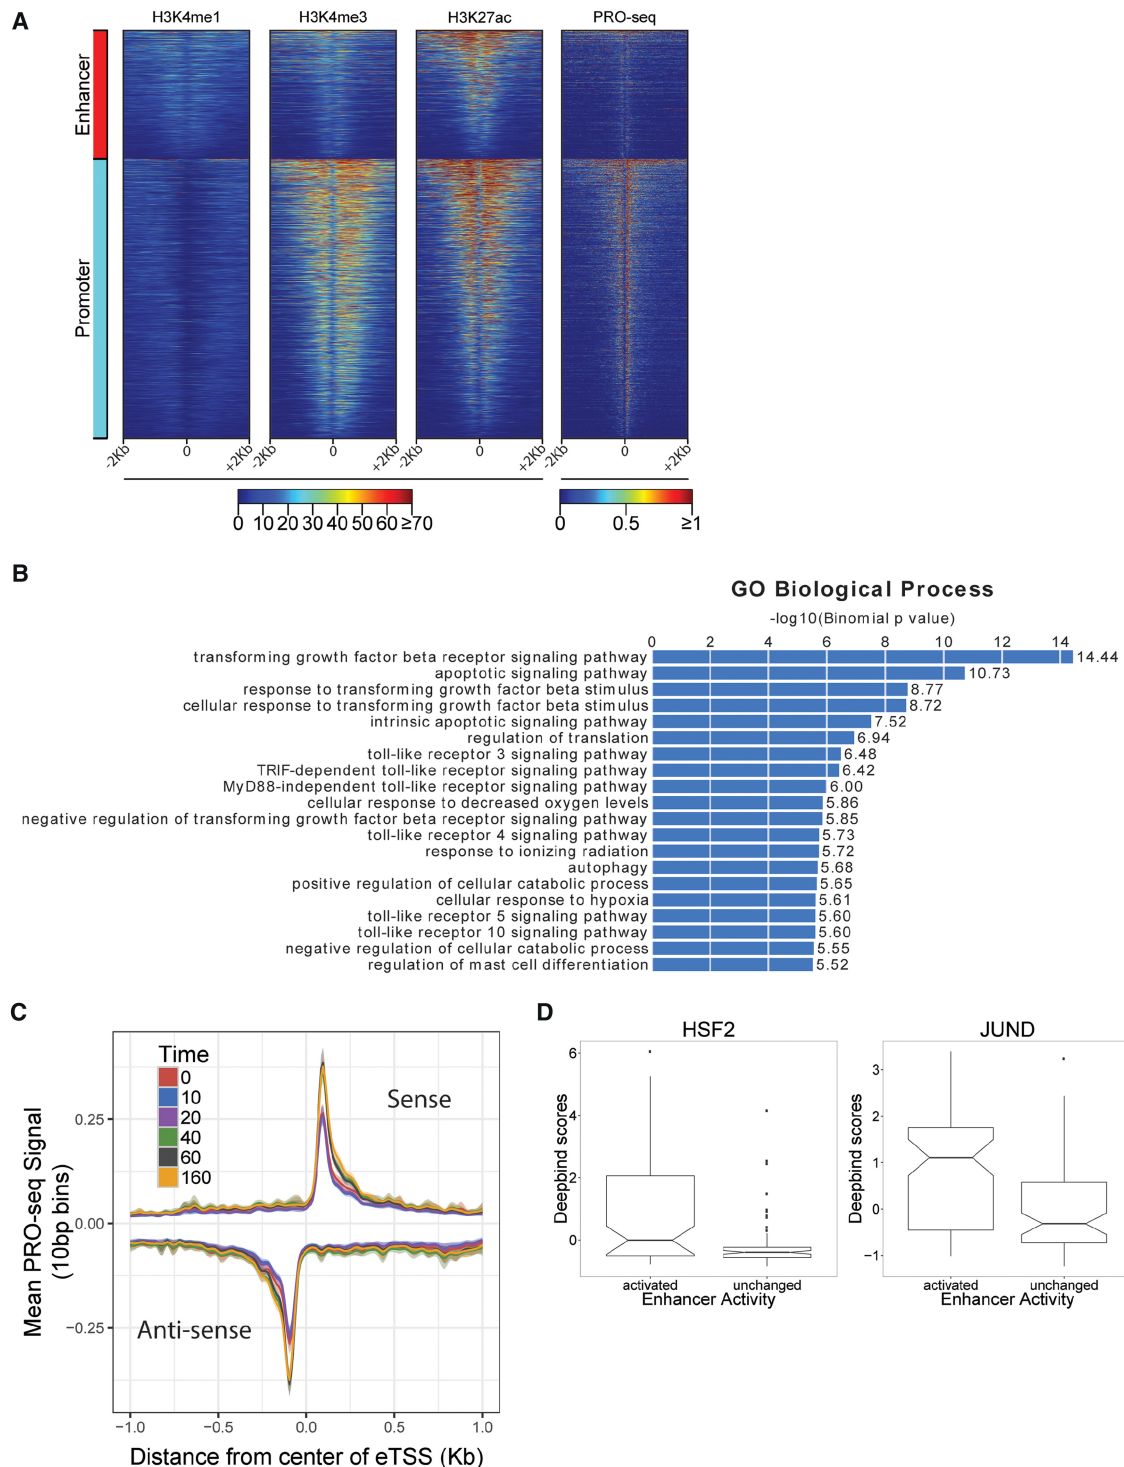 A
H3K4me1 H3K4me3 H3K27ac PRO-seq
Enhancer
Promoter
-2Kb 0 +2Kb -2Kb 0 +2Kb -2Kb 0 +2Kb -2Kb 0 +2Kb
0 10 20 30 40 50 60 ≥70 0 0.5 ≥1
B
GO Biological Process
-log10(Binomial p value)
0 2 4 6 8 10 12 14
transforming growth factor beta receptor signaling pathway 14.44
apoptotic signaling pathway 10.73
response to transforming growth factor beta stimulus 8.77
cellular response to transforming growth factor beta stimulus 8.72
intrinsic apoptotic signaling pathway 7.52
regulation of translation 6.94
toll-like receptor 3 signaling pathway 6.48
TRIF-dependent toll-like receptor signaling pathway 6.42
MyD88-independent toll-like receptor signaling pathway 6.00
cellular response to decreased oxygen levels 5.86
negative regulation of transforming growth factor beta receptor signaling pathway 5.85
toll-like receptor 4 signaling pathway 5.73
response to ionizing radiation 5.72
autophagy 5.68
positive regulation of cellular catabolic process 5.65
cellular response to hypoxia 5.61
toll-like receptor 5 signaling pathway 5.60
toll-like receptor 10 signaling pathway 5.60
negative regulation of cellular catabolic process 5.55
regulation of mast cell differentiation 5.52
C
Mean PRO-seq Signal
(10bp bins)
0.25
0.00
−0.25
Time
0
10
20
40
60
160
Sense
Anti-sense
−1.0 −0.5 0.0 0.5 1.0
Distance from center of eTSS (Kb)
D
HSF2
Deepbind scores
6
4
2
0
activated unchanged
Enhancer Activity
JUND
Deepbind scores
3
2
1
0
−1
activated unchanged
Enhancer Activity